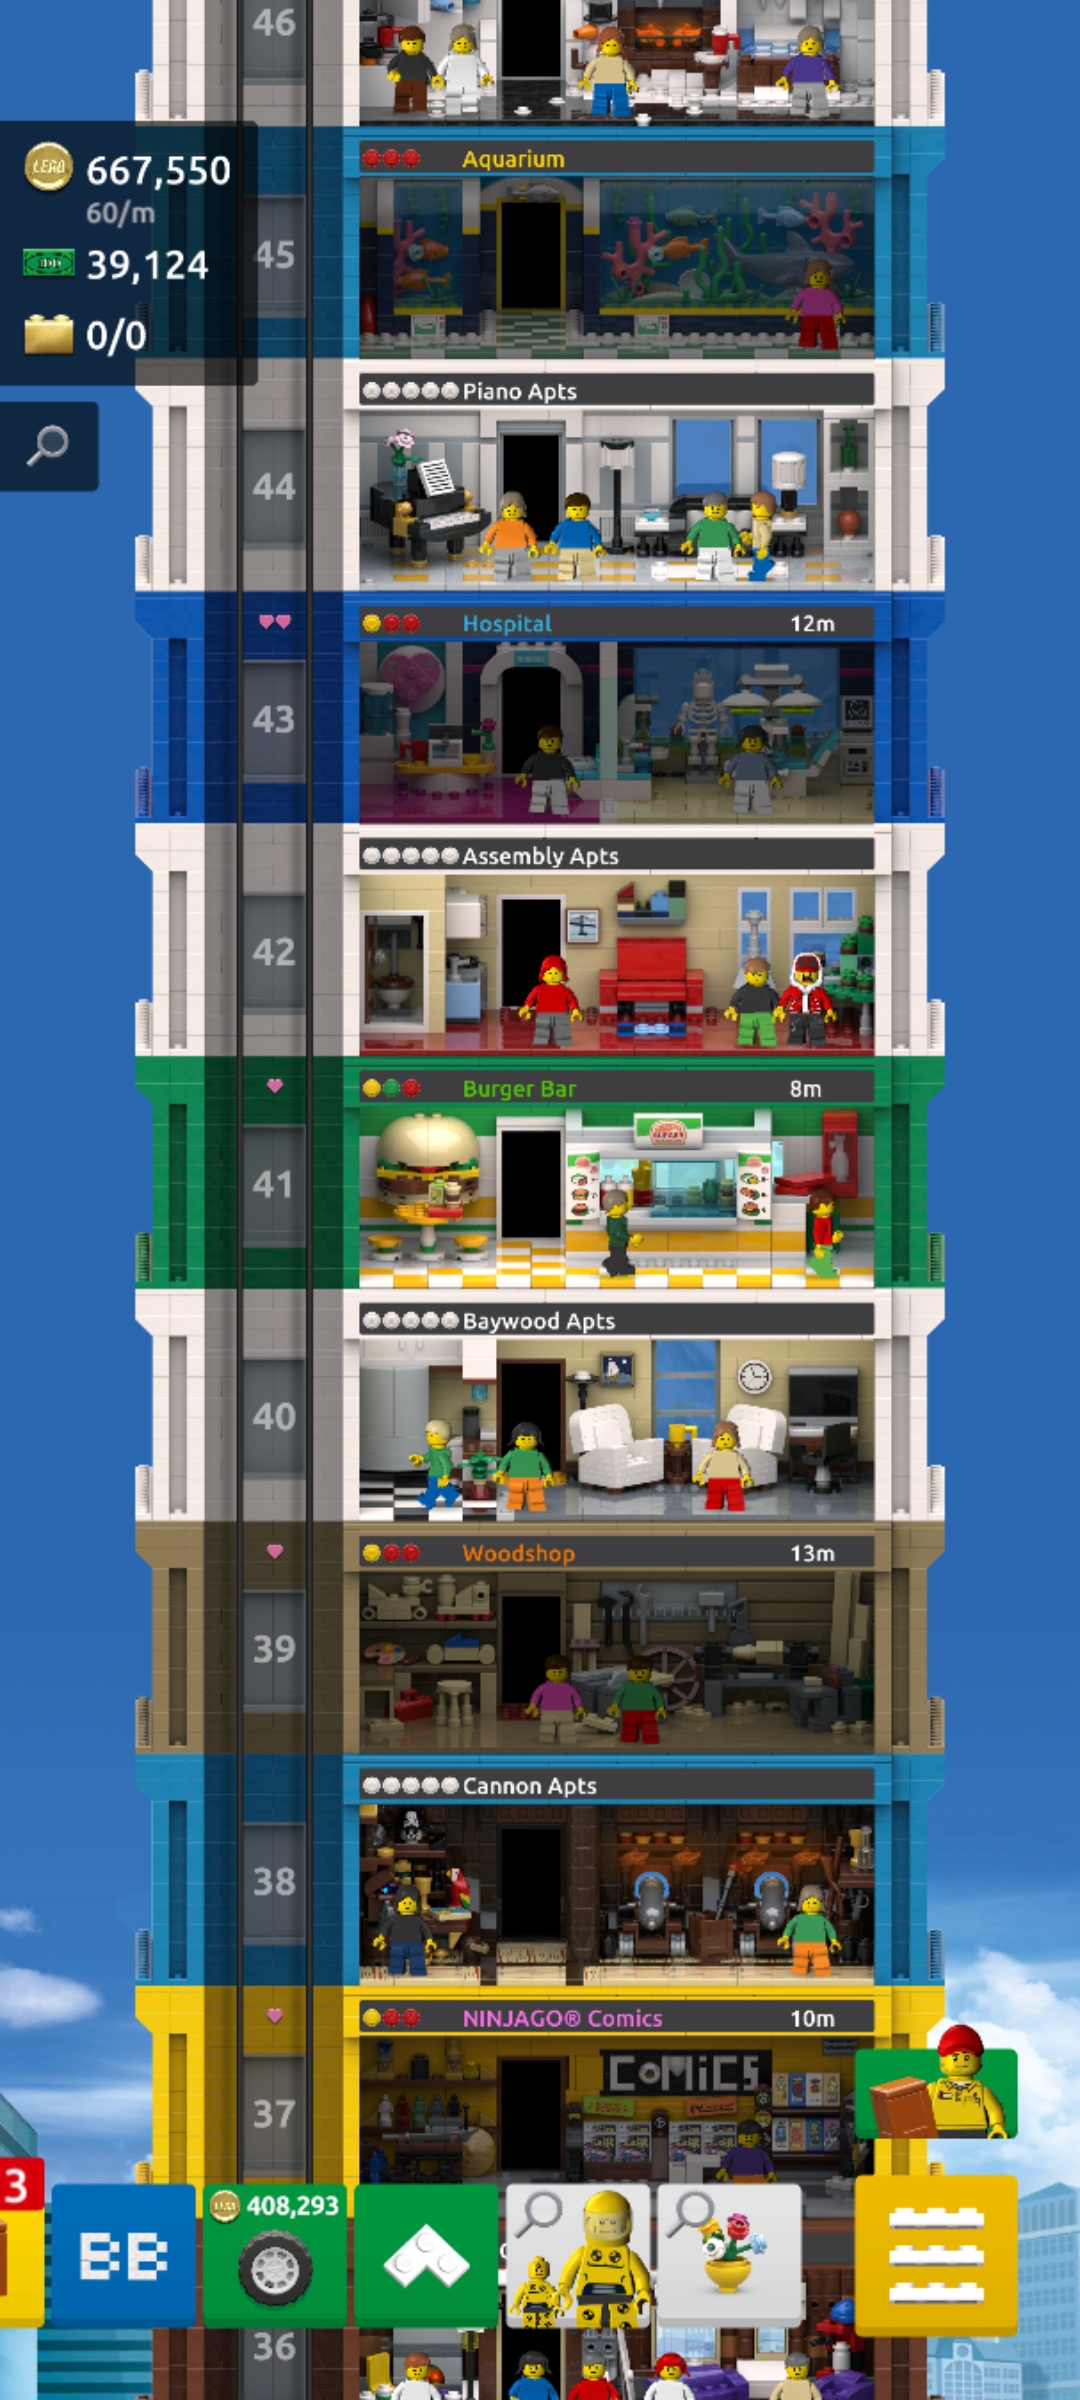 46
Aquarium
LEGO
667,550
60/m
39,124
0/0
45
Piano Apts
44
Hospital
12m
43
Assembly Apts
42
Burger Bar
8m
41
Baywood Apts
40
Woodshop
13m
39
Cannon Apts
38
NINJAGO® Comics
10m
COMiCS
37
3
BB
408,293
36